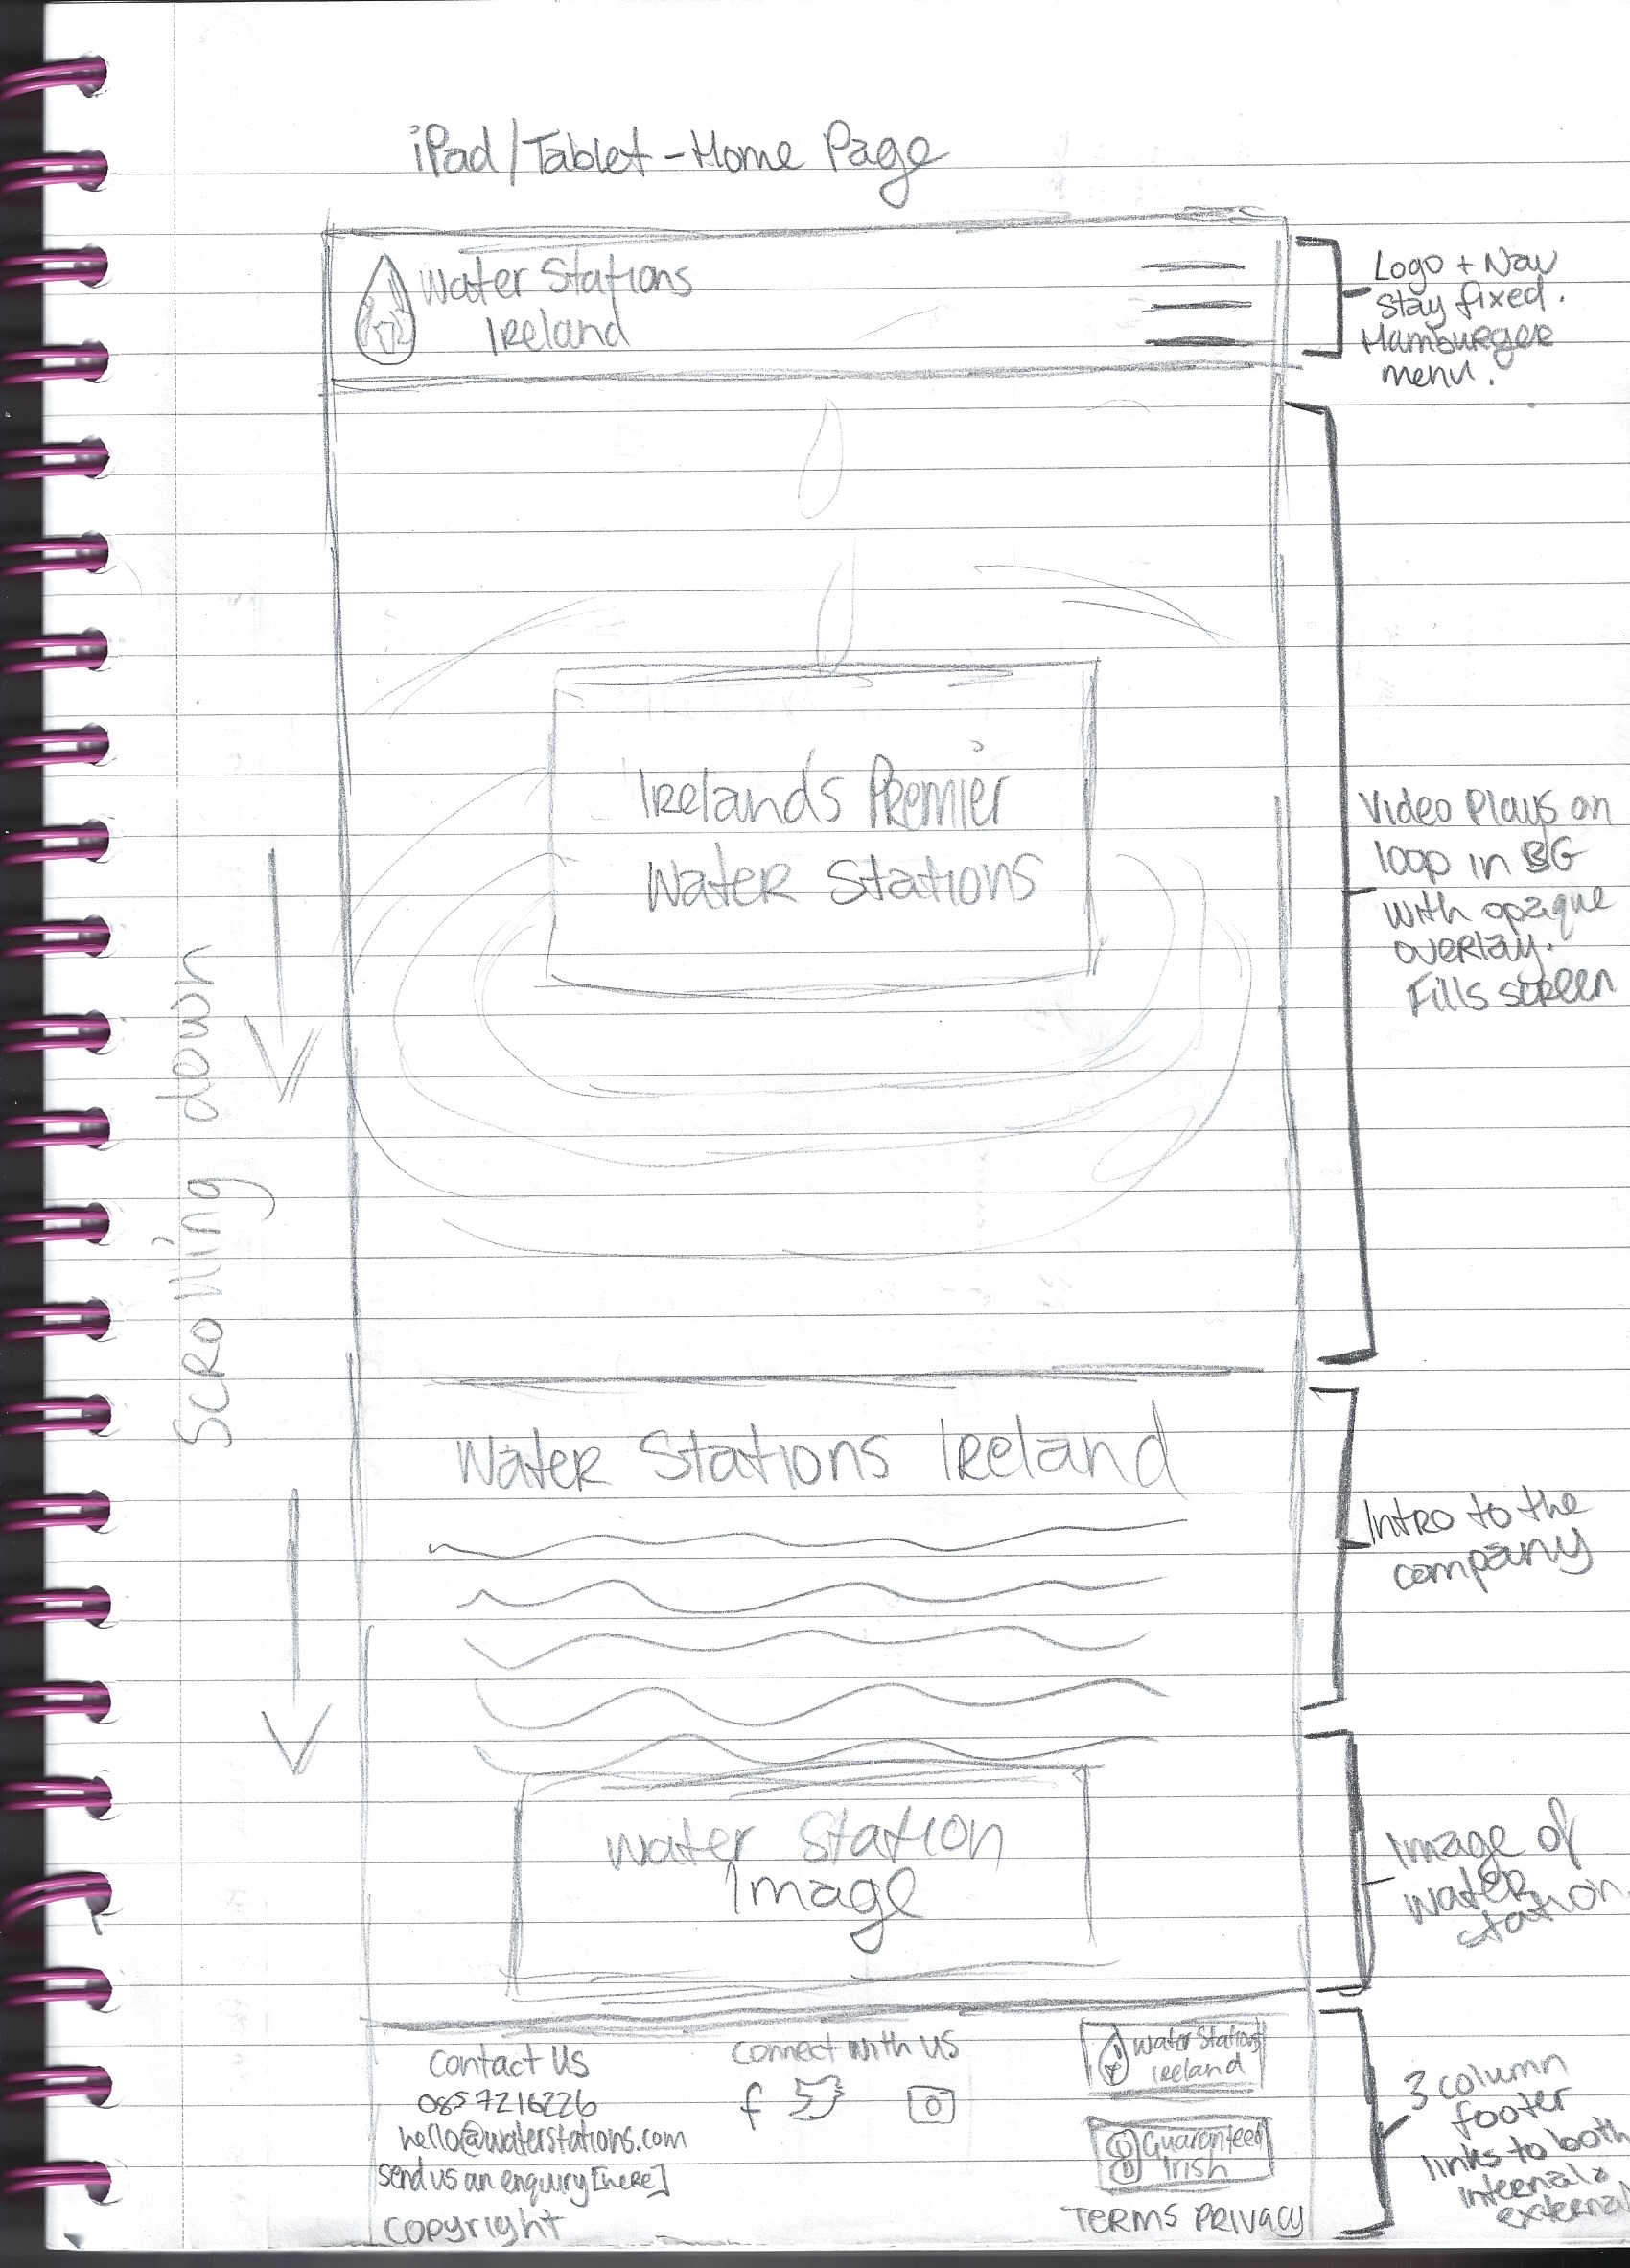 iPad/Tablet - Home Page
Water Stations
Ireland
Logo + Nav
stay fixed.
Hamburger
menu.
Irelands Premier
Water Stations
Video Plays on
loop in BG
with opaque
overlay.
Fills screen
Scrolling down
Water Stations Ireland
Intro to the
company
Water Station
Image
Image of
water
station
Contact Us
0857216226
hello@waterstations.com
send us an enquiry [here]
Copyright
Connect with us
f
Water Stations
Ireland
Guaranteed
Irish
Terms Privacy
3 column
footer
links to both
internal &
external